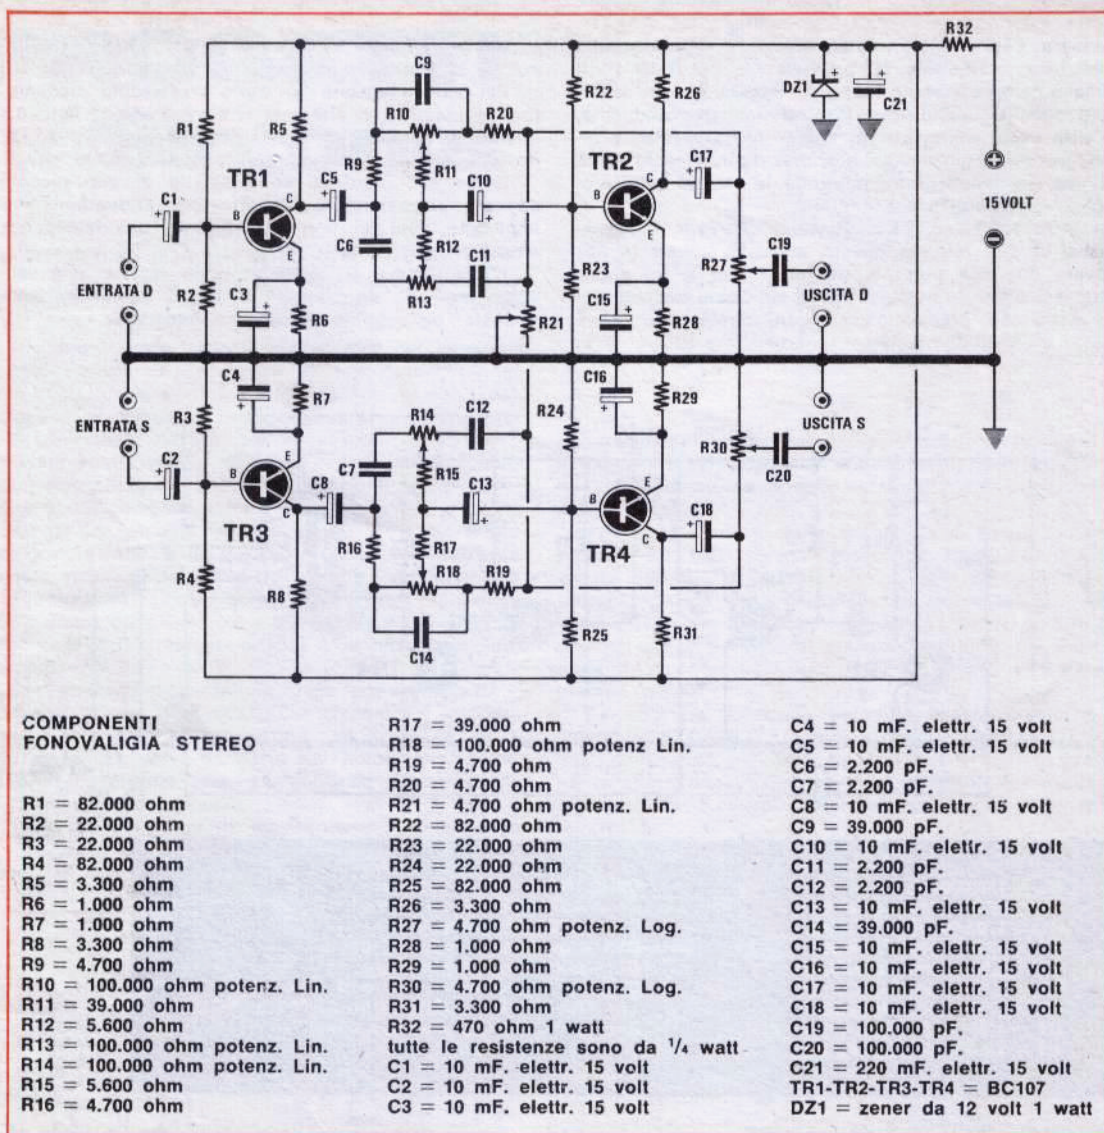 R32
C9
R10
R20
R22
R26
DZ1
+
+
C21
R1
R5
TR1
R9
R11
C5
C10
TR2
C17
C1
+
B
C
E
+
+
B
C
E
+
+
15 VOLT
−
ENTRATA D
R2
C3
+
R6
C6
R12
R13
C11
R21
R23
C15
+
R28
R27
C19
USCITA D
ENTRATA S
R3
C4
+
R7
R14
C12
R24
C16
+
R29
R30
C20
USCITA S
C2
+
B
E
C
TR3
C7
C8
+
R15
C13
+
B
E
C
TR4
C18
+
R4
R8
R16
R17
R18
R19
C14
R25
R31
COMPONENTI
FONOVALIGIA STEREO
R1 = 82.000 ohm
R2 = 22.000 ohm
R3 = 22.000 ohm
R4 = 82.000 ohm
R5 = 3.300 ohm
R6 = 1.000 ohm
R7 = 1.000 ohm
R8 = 3.300 ohm
R9 = 4.700 ohm
R10 = 100.000 ohm potenz. Lin.
R11 = 39.000 ohm
R12 = 5.600 ohm
R13 = 100.000 ohm potenz. Lin.
R14 = 100.000 ohm potenz. Lin.
R15 = 5.600 ohm
R16 = 4.700 ohm
R17 = 39.000 ohm
R18 = 100.000 ohm potenz Lin.
R19 = 4.700 ohm
R20 = 4.700 ohm
R21 = 4.700 ohm potenz. Lin.
R22 = 82.000 ohm
R23 = 22.000 ohm
R24 = 22.000 ohm
R25 = 82.000 ohm
R26 = 3.300 ohm
R27 = 4.700 ohm potenz. Log.
R28 = 1.000 ohm
R29 = 1.000 ohm
R30 = 4.700 ohm potenz. Log.
R31 = 3.300 ohm
R32 = 470 ohm 1 watt
tutte le resistenze sono da 1/4 watt
C1 = 10 mF. elettr. 15 volt
C2 = 10 mF. elettr. 15 volt
C3 = 10 mF. elettr. 15 volt
C4 = 10 mF. elettr. 15 volt
C5 = 10 mF. elettr. 15 volt
C6 = 2.200 pF.
C7 = 2.200 pF.
C8 = 10 mF. elettr. 15 volt
C9 = 39.000 pF.
C10 = 10 mF. elettr. 15 volt
C11 = 2.200 pF.
C12 = 2.200 pF.
C13 = 10 mF. elettr. 15 volt
C14 = 39.000 pF.
C15 = 10 mF. elettr. 15 volt
C16 = 10 mF. elettr. 15 volt
C17 = 10 mF. elettr. 15 volt
C18 = 10 mF. elettr. 15 volt
C19 = 100.000 pF.
C20 = 100.000 pF.
C21 = 220 mF. elettr. 15 volt
TR1-TR2-TR3-TR4 = BC107
DZ1 = zener da 12 volt 1 watt